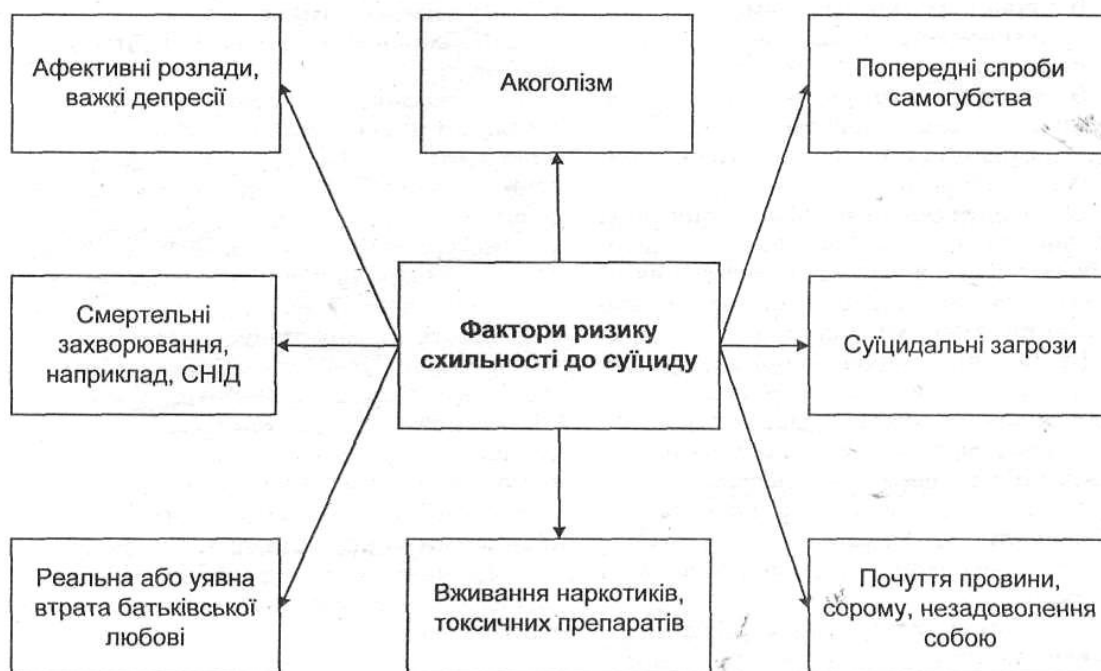 Афективні розлади,
важкі депресії
Акоголізм
Попередні спроби
самогубства
Смертельні
захворювання,
наприклад, СНІД
Фактори ризику
схильності до суїциду
Суїцидальні загрози
Реальна або уявна
втрата батьківської
любові
Вживання наркотиків,
токсичних препаратів
Почуття провини,
сорому, незадоволення
собою